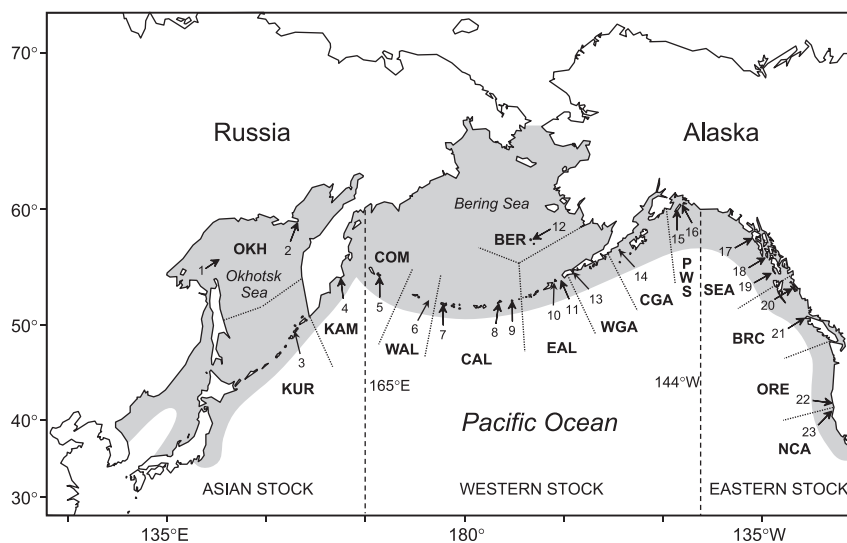 70°
Russia
Alaska
60°
Bering Sea
12
BER
16
15
17
OKH
2
1
Okhotsk
Sea
COM
14
P
W
S
18
19
SEA
13
CGA
4
5
6
7
8
9
10
11
20
50°
KAM
WAL
WGA
21
3
CAL
EAL
BRC
KUR
165°E
144°W
ORE
22
40°
Pacific Ocean
23
NCA
30°
ASIAN STOCK
WESTERN STOCK
EASTERN STOCK
135°E
180°
135°W